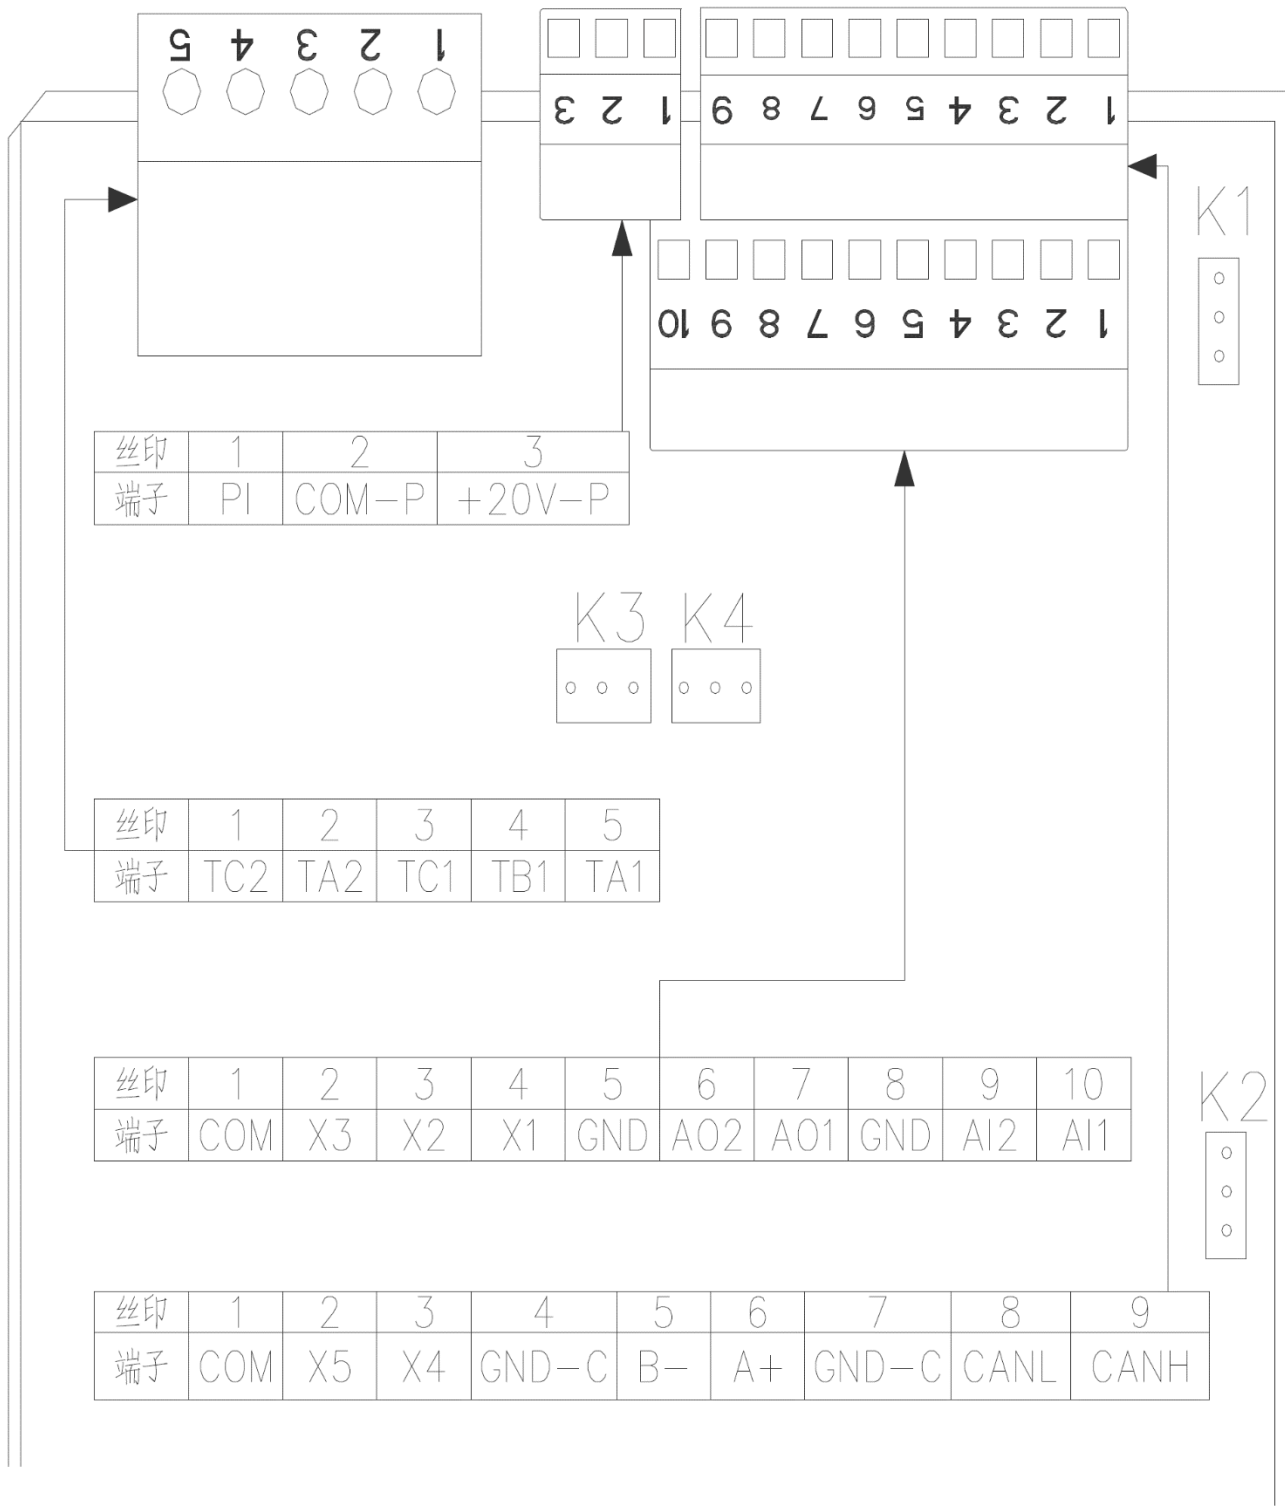 5 4 3 2 1
3 2 1
9 8 7 6 5 4 3 2 1
K1
10 9 8 7 6 5 4 3 2 1
丝印 1 2 3
端子 PI COM-P +20V-P
K3 K4
丝印 1 2 3 4 5
端子 TC2 TA2 TC1 TB1 TA1
丝印 1 2 3 4 5 6 7 8 9 10
端子 COM X3 X2 X1 GND AO2 AO1 GND AI2 AI1
K2
丝印 1 2 3 4 5 6 7 8 9
端子 COM X5 X4 GND-C B- A+ GND-C CANL CANH